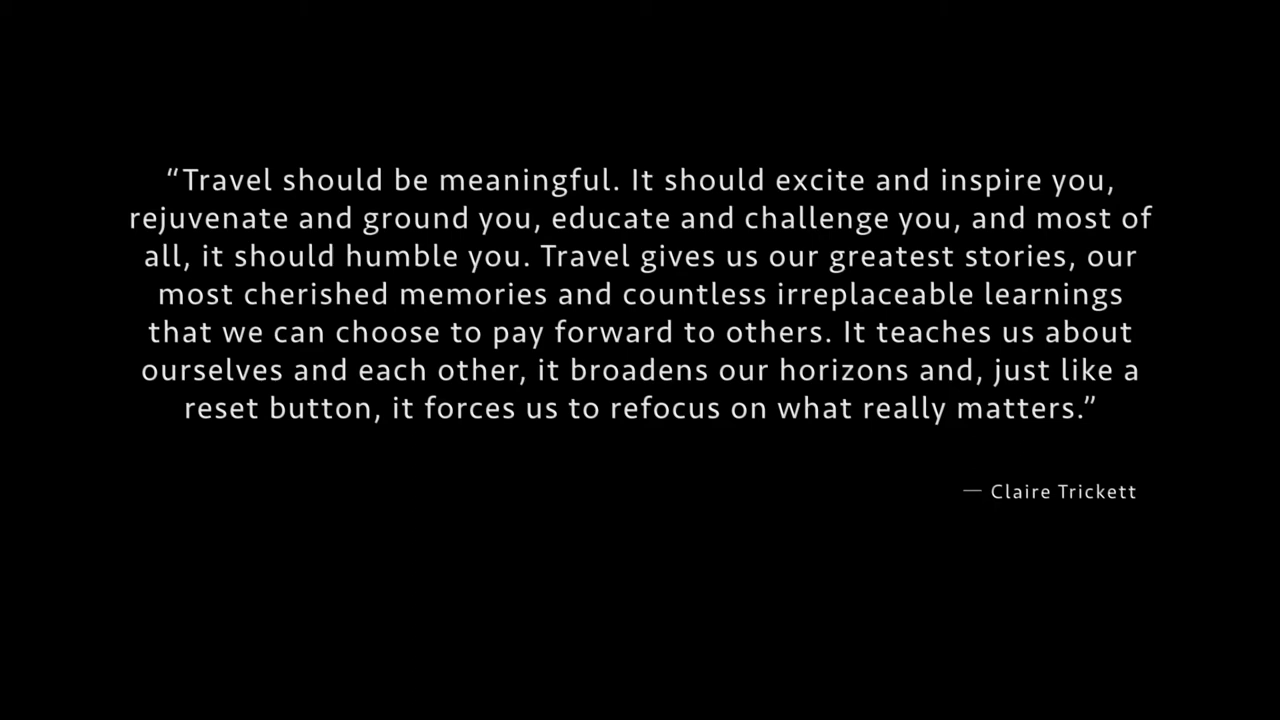 “Travel should be meaningful. It should excite and inspire you,
rejuvenate and ground you, educate and challenge you, and most of
all, it should humble you. Travel gives us our greatest stories, our
most cherished memories and countless irreplaceable learnings
that we can choose to pay forward to others. It teaches us about
ourselves and each other, it broadens our horizons and, just like a
reset button, it forces us to refocus on what really matters.”
— Claire Trickett